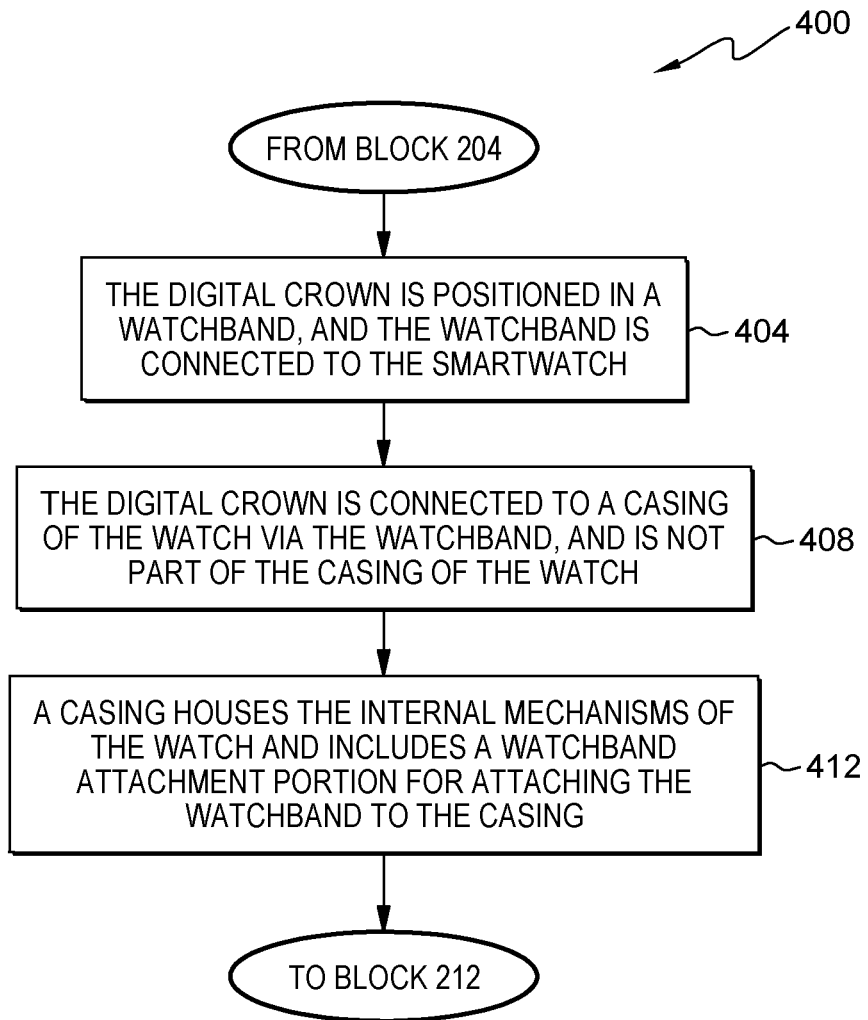 400
FROM BLOCK 204
THE DIGITAL CROWN IS POSITIONED IN A
WATCHBAND, AND THE WATCHBAND IS
CONNECTED TO THE SMARTWATCH
404
THE DIGITAL CROWN IS CONNECTED TO A CASING
OF THE WATCH VIA THE WATCHBAND, AND IS NOT
PART OF THE CASING OF THE WATCH
408
A CASING HOUSES THE INTERNAL MECHANISMS OF
THE WATCH AND INCLUDES A WATCHBAND
ATTACHMENT PORTION FOR ATTACHING THE
WATCHBAND TO THE CASING
412
TO BLOCK 212